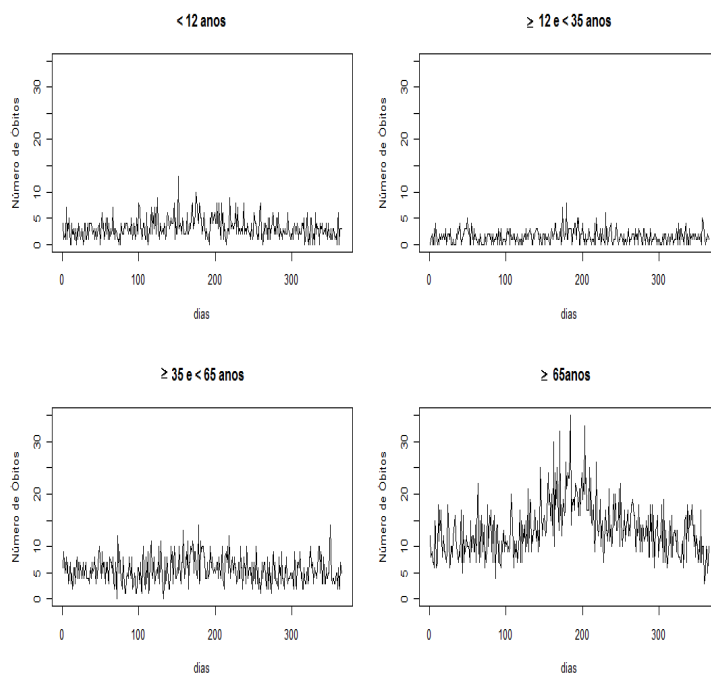 < 12 anos
Número de Óbitos
0 5 10 20 30
0 100 200 300
dias
≥ 12 e < 35 anos
Número de Óbitos
0 5 10 20 30
0 100 200 300
dias
≥ 35 e < 65 anos
Número de Óbitos
0 5 10 20 30
0 100 200 300
dias
≥ 65anos
Número de Óbitos
0 5 10 20 30
0 100 200 300
dias